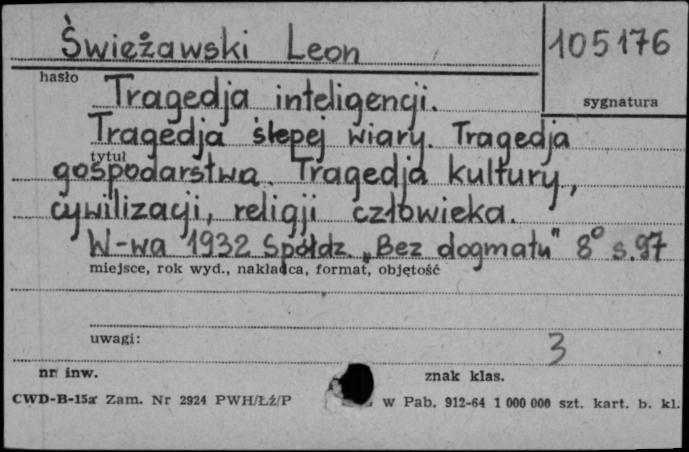 Świeżawski Leon
105176
hasło
sygnatura
Tragedja inteligencji.
Tragedja ślepej wiary. Tragedja
tytuł
gospodarstwa. Tragedja kultury,
cywilizacji, religji człowieka.
W-wa 1932 Spółdz. „Bez dogmatu" 8° s. 97
miejsce, rok wyd., nakładca, format, objętość
uwagi:
3
nr inw.
znak klas.
CWD-B-15a Zam. Nr 2924 PWH/Łź/P
w Pab. 912-64 1 000 000 szt. kart. b. kl.